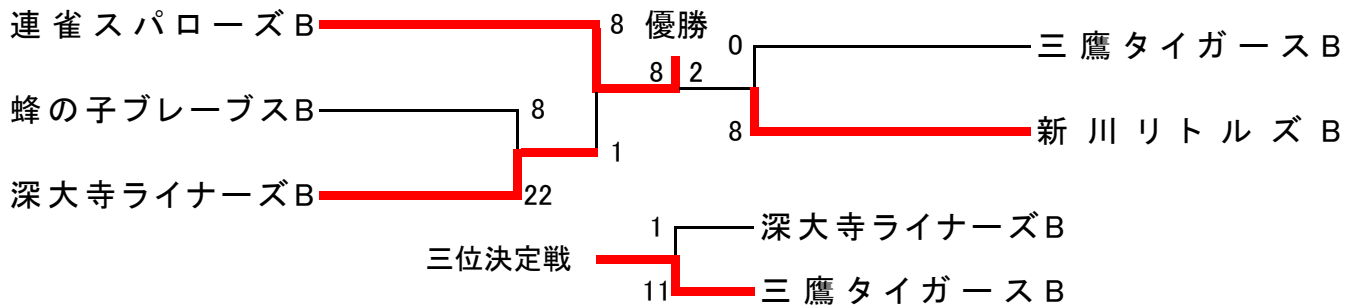 連雀スパローズB 8 優勝 0 三鷹タイガースB
8 2
蜂の子ブレーブスB 8 8 新川リトルズB
1
深大寺ライナーズB 22
1 深大寺ライナーズB
三位決定戦
11 三鷹タイガースB